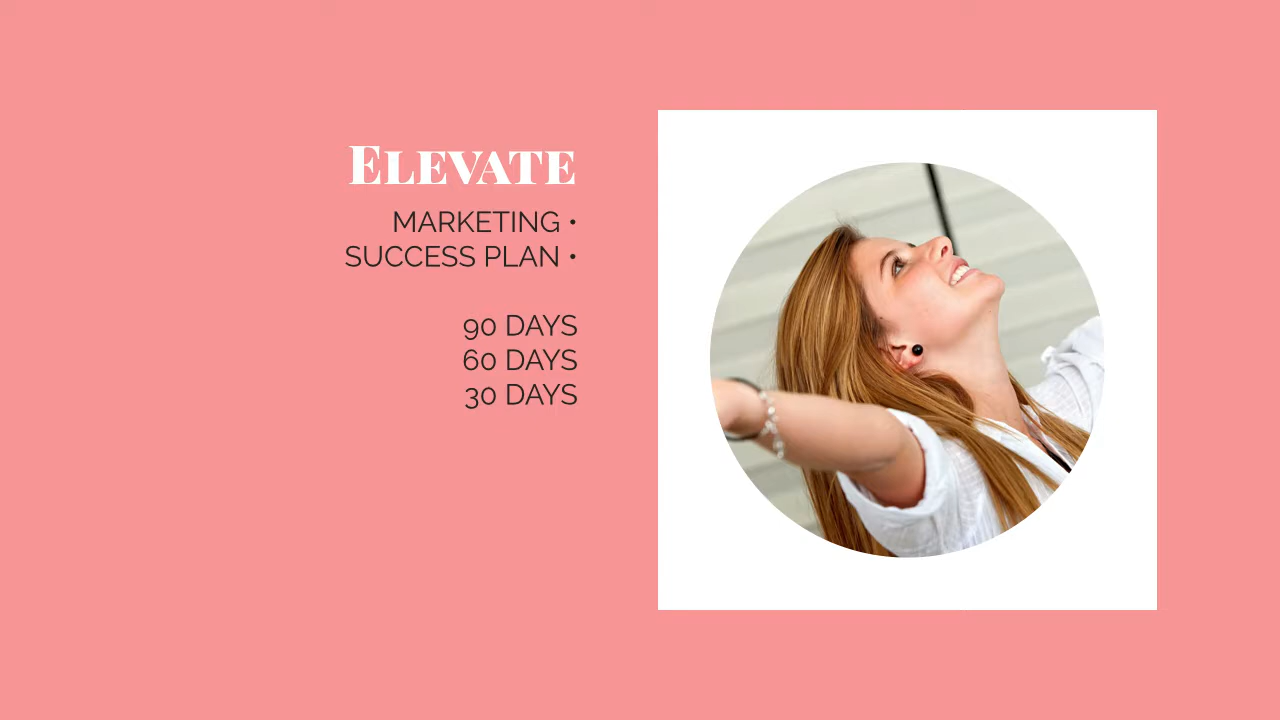 ELEVATE
MARKETING •
SUCCESS PLAN •
90 DAYS
60 DAYS
30 DAYS